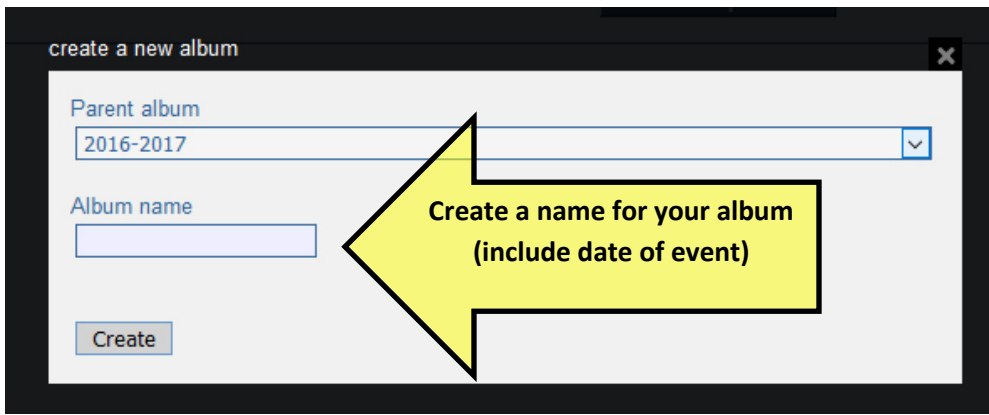 create a new album
Parent album
2016-2017
Album name
Create a name for your album
(include date of event)
Create